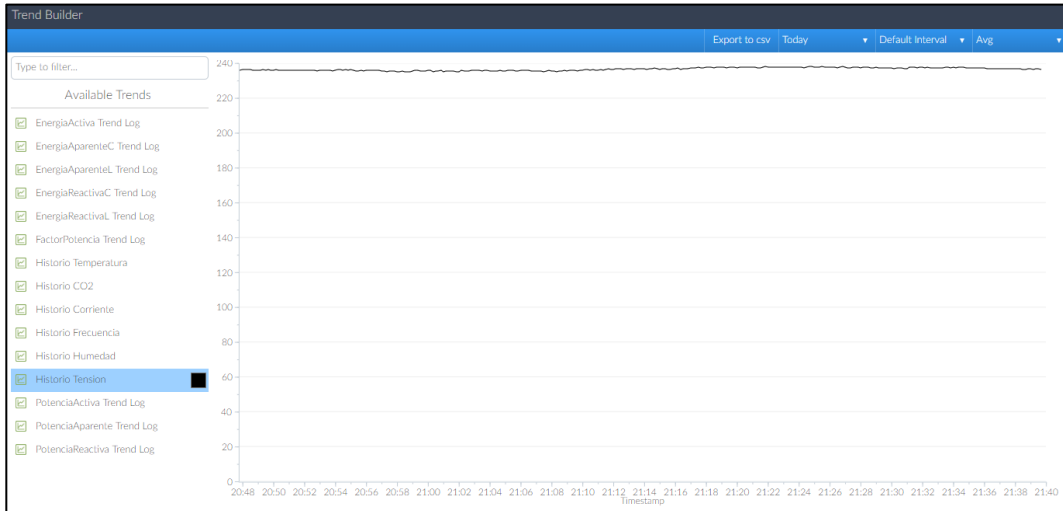 Trend Builder
Export to csv Today Default Interval Avg
Type to filter...
Available Trends
EnergiaActiva Trend Log
EnergiaAparenteC Trend Log
EnergiaAparenteL Trend Log
EnergiaReactivaC Trend Log
EnergiaReactivaL Trend Log
FactorPotencia Trend Log
Historio Temperatura
Historio CO2
Historio Corriente
Historio Frecuencia
Historio Humedad
Historio Tension
PotenciaActiva Trend Log
PotenciaAparente Trend Log
PotenciaReactiva Trend Log
240
220
200
180
160
140
120
100
80
60
40
20
0
20:48 20:50 20:52 20:54 20:56 20:58 21:00 21:02 21:04 21:06 21:08 21:10 21:12 21:14 21:16 21:18 21:20 21:22 21:24 21:26 21:28 21:30 21:32 21:34 21:36 21:38 21:40
Timestamp